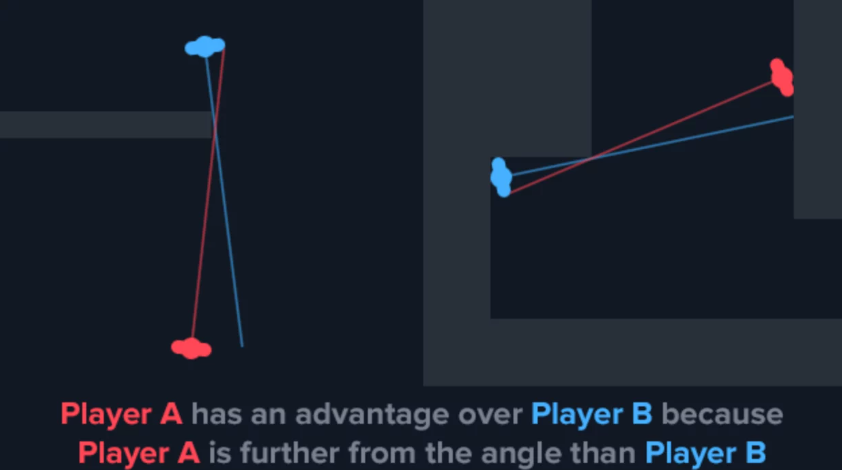 Player A has an advantage over Player B because
Player A is further from the angle than Player B